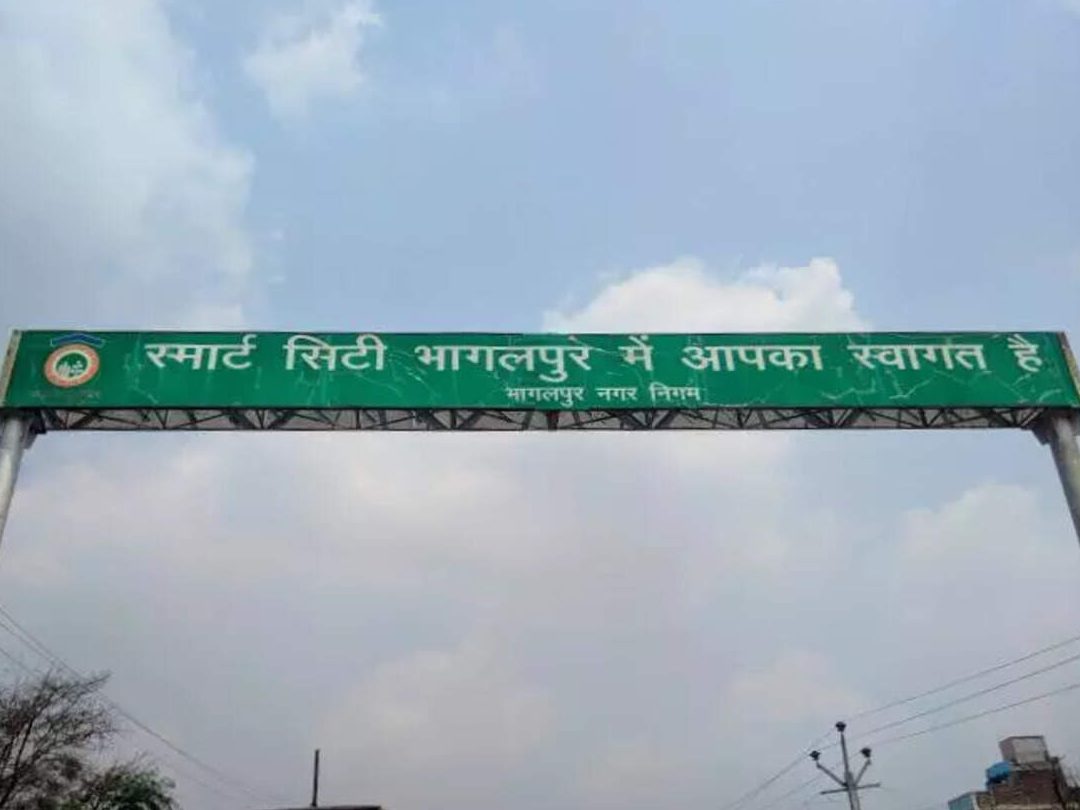 स्मार्ट सिटी भागलपुर में आपका स्वागत् है
भागलपुर नगर निगम